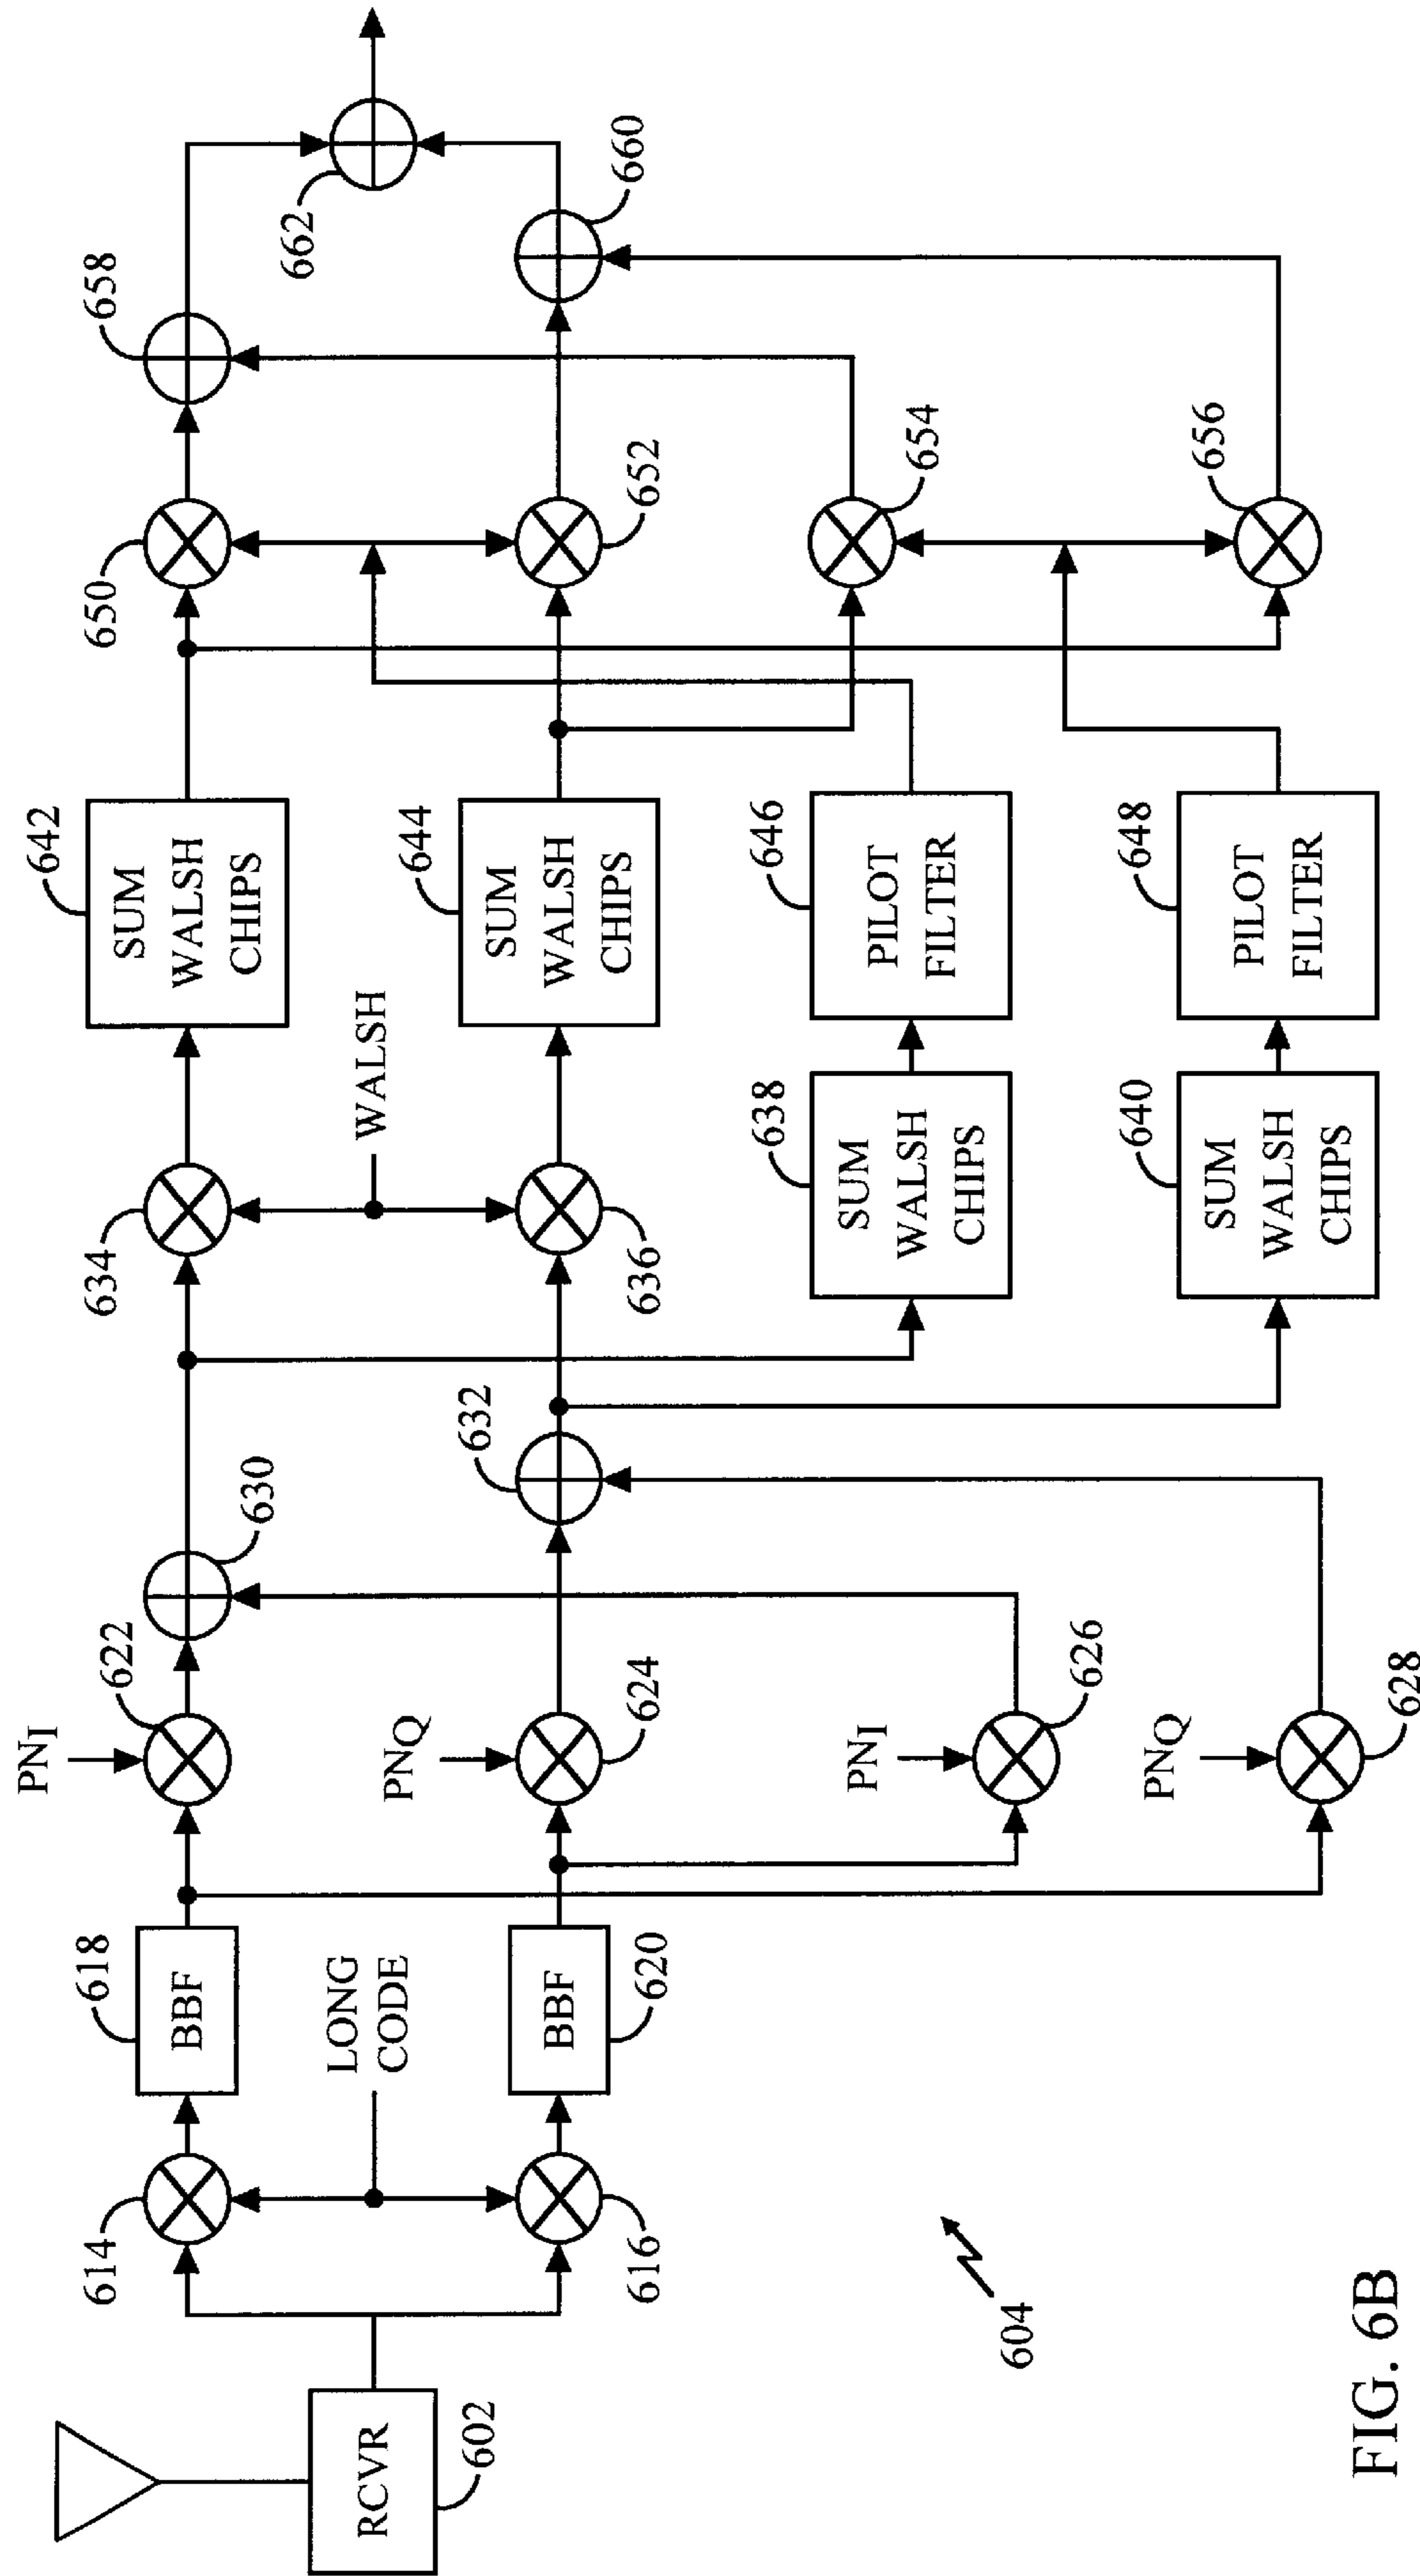 RCVR
602
614
616
LONG
CODE
BBF
618
BBF
620
PNI
622
PNQ
624
PNI
626
PNQ
628
630
632
634
636
WALSH
SUM
WALSH
CHIPS
638
SUM
WALSH
CHIPS
640
SUM
WALSH
CHIPS
642
SUM
WALSH
CHIPS
644
PILOT
FILTER
646
PILOT
FILTER
648
650
652
654
656
658
660
662
604
FIG. 6B